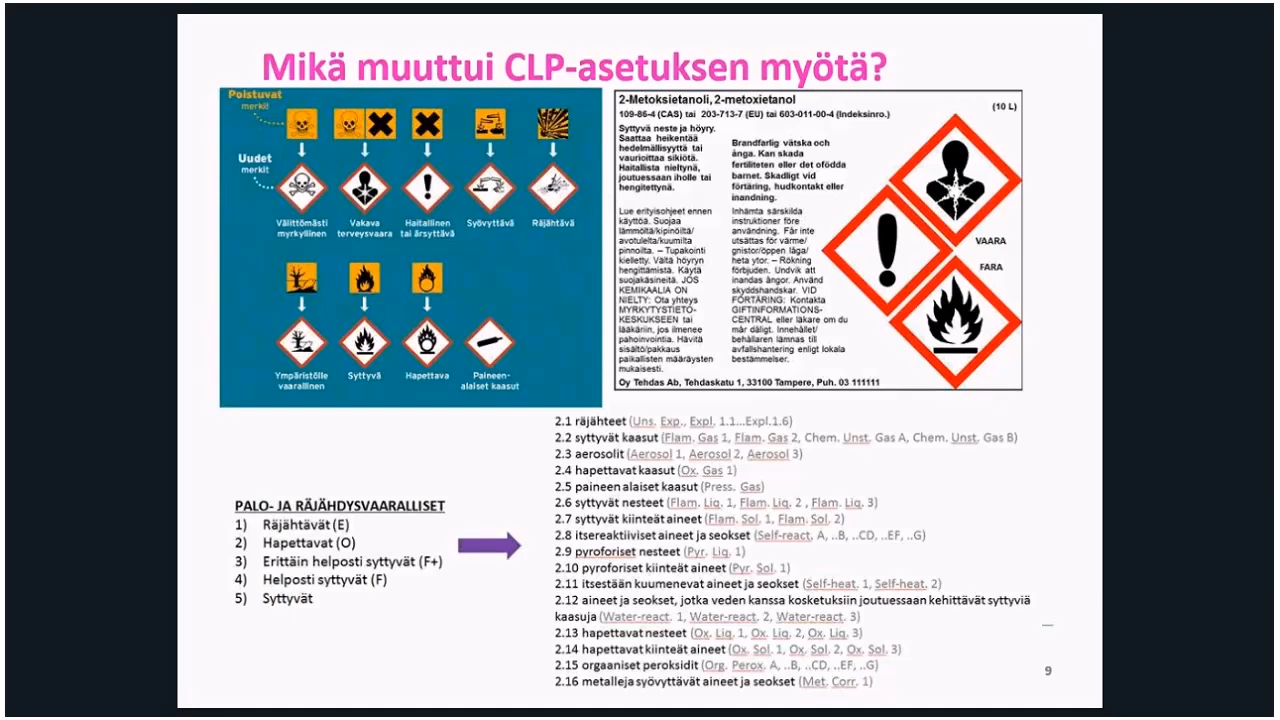 Mikä muuttui CLP-asetuksen myötä?
Poistuvat
merkit
Uudet
merkit
Välittömästi
myrkyllinen
Vakava
terveysvaara
Haitallinen
tai ärsyttävä
Syövyttävä
Räjähtävä
Ympäristölle
vaarallinen
Syttyvä
Hapettava
Paineen-
alaiset kaasut
2-Metoksietanoli, 2-metoxietanol
(10 L)
109-86-4 (CAS) tai 203-713-7 (EU) tai 603-011-00-4 (Indeksinro.)
Syttyvä neste ja höyry.
Saattaa heikentää
hedelmällisyyttä tai
vaurioittaa sikiötä.
Haitallista nieltynä,
joutuessaan iholle tai
hengitettynä.
Brandfarlig vätska och
ånga. Kan skada
fertiliteten eller det ofödda
barnet. Skadligt vid
förtäring, hudkontakt eller
inandning.
Lue erityisohjeet ennen
käyttöä. Suojaa
lämmöltä/kipinöiltä/
avotulelta/kuumilta
pinnoilta. – Tupakointi
kielletty. Vältä höyryn
hengittämistä. Käytä
suojakäsineitä. JOS
KEMIKAALIA ON
NIELTY: Ota yhteys
MYRKYTYSTIETO-
KESKUKSEEN tai
lääkäriin, jos ilmenee
pahoinvointia. Hävitä
sisältö/pakkaus
paikallisten määräysten
mukaisesti.
Inhämta särskilda
instruktioner före
användning. Får inte
utsättas för värme/
gnistor/öppen låga/
heta ytor. – Rökning
förbjuden. Undvik att
inandas ångor. Använd
skyddshandskar. VID
FÖRTÄRING: Kontakta
GIFTINFORMATIONS-
CENTRAL eller läkare om du
mår dåligt. Innehållet/
behållaren lämnas till
avfallshantering enligt lokala
bestämmelser.
VAARA
FARA
Oy Tehdas Ab, Tehdaskatu 1, 33100 Tampere, Puh. 03 111111
PALO- JA RÄJÄHDYSVAARALLISET
1) Räjähtävät (E)
2) Hapettavat (O)
3) Erittäin helposti syttyvät (F+)
4) Helposti syttyvät (F)
5) Syttyvät
2.1 räjähteet (Uns. Exp., Expl. 1.1...Expl.1.6)
2.2 syttyvät kaasut (Flam. Gas 1, Flam. Gas 2, Chem. Unst. Gas A, Chem. Unst. Gas B)
2.3 aerosolit (Aerosol 1, Aerosol 2, Aerosol 3)
2.4 hapettavat kaasut (Ox. Gas 1)
2.5 paineen alaiset kaasut (Press. Gas)
2.6 syttyvät nesteet (Flam. Liq. 1, Flam. Liq. 2 , Flam. Liq. 3)
2.7 syttyvät kiinteät aineet (Flam. Sol. 1, Flam. Sol. 2)
2.8 itsereaktiiviset aineet ja seokset (Self-react. A, ..B, ..CD, ..EF, ..G)
2.9 pyroforiset nesteet (Pyr. Liq. 1)
2.10 pyroforiset kiinteät aineet (Pyr. Sol. 1)
2.11 itsestään kuumenevat aineet ja seokset (Self-heat. 1, Self-heat. 2)
2.12 aineet ja seokset, jotka veden kanssa kosketuksiin joutuessaan kehittävät syttyviä
kaasuja (Water-react. 1, Water-react. 2, Water-react. 3)
2.13 hapettavat nesteet (Ox. Liq. 1, Ox. Liq. 2, Ox. Liq. 3)
2.14 hapettavat kiinteät aineet (Ox. Sol. 1, Ox. Sol. 2, Ox. Sol. 3)
2.15 orgaaniset peroksidit (Org. Perox. A, ..B, ..CD, ..EF, ..G)
2.16 metalleja syövyttävät aineet ja seokset (Met. Corr. 1)
9